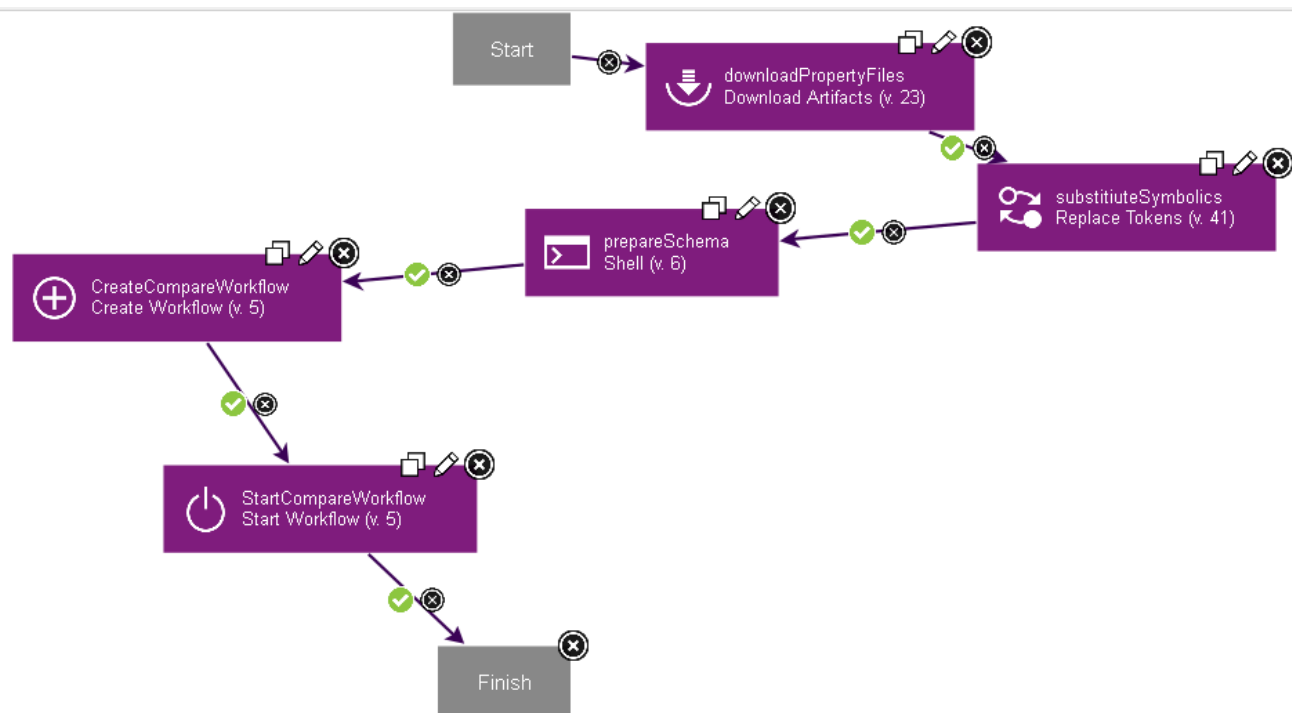 Start
downloadPropertyFiles
Download Artifacts (v. 23)
substitiuteSymbolics
Replace Tokens (v. 41)
prepareSchema
Shell (v. 6)
CreateCompareWorkflow
Create Workflow (v. 5)
StartCompareWorkflow
Start Workflow (v. 5)
Finish